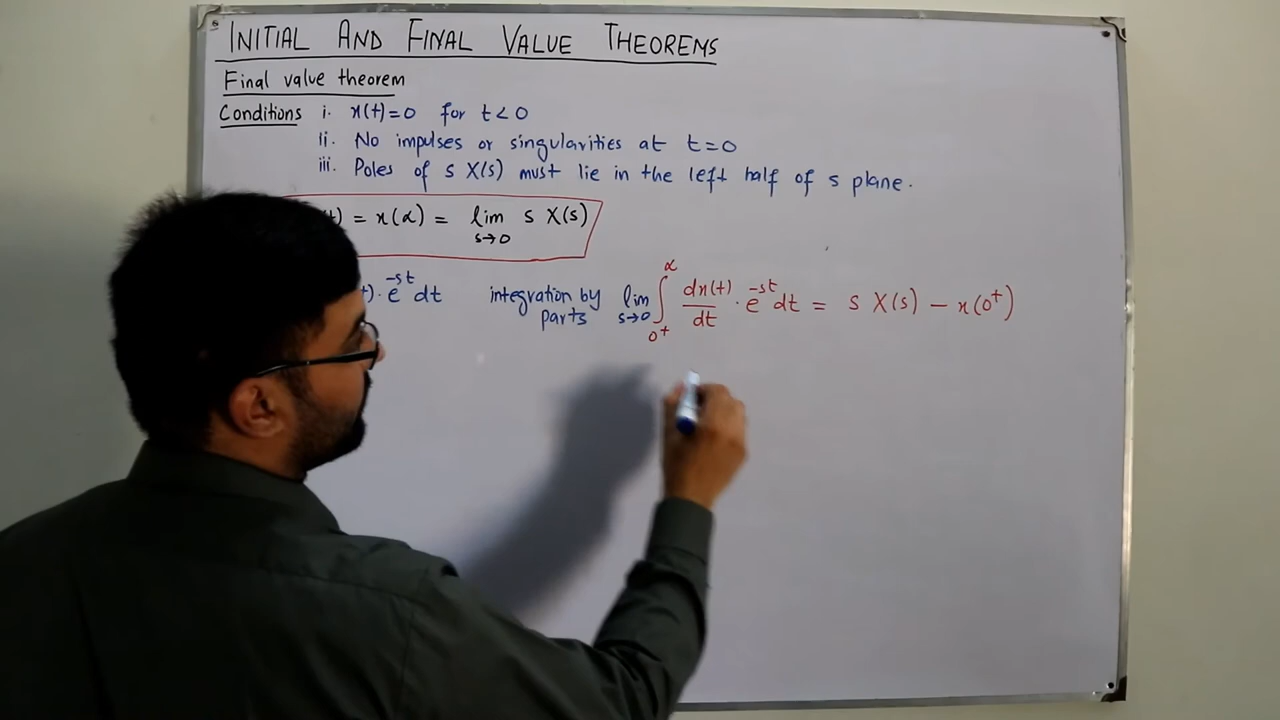 INITIAL AND FINAL VALUE THEOREMS
Final value theorem
Conditions i. x(t)=0 for t<0
ii. No impulses or singularities at t=0
iii. Poles of s X(s) must lie in the left half of s plane.
t) = x(α) = lim s→0 s X(s)
t). e^-st dt integration by parts lim s→0 ∫ 0⁺ α dx(t)/dt . e^-st dt = s X(s) − x(0⁺)